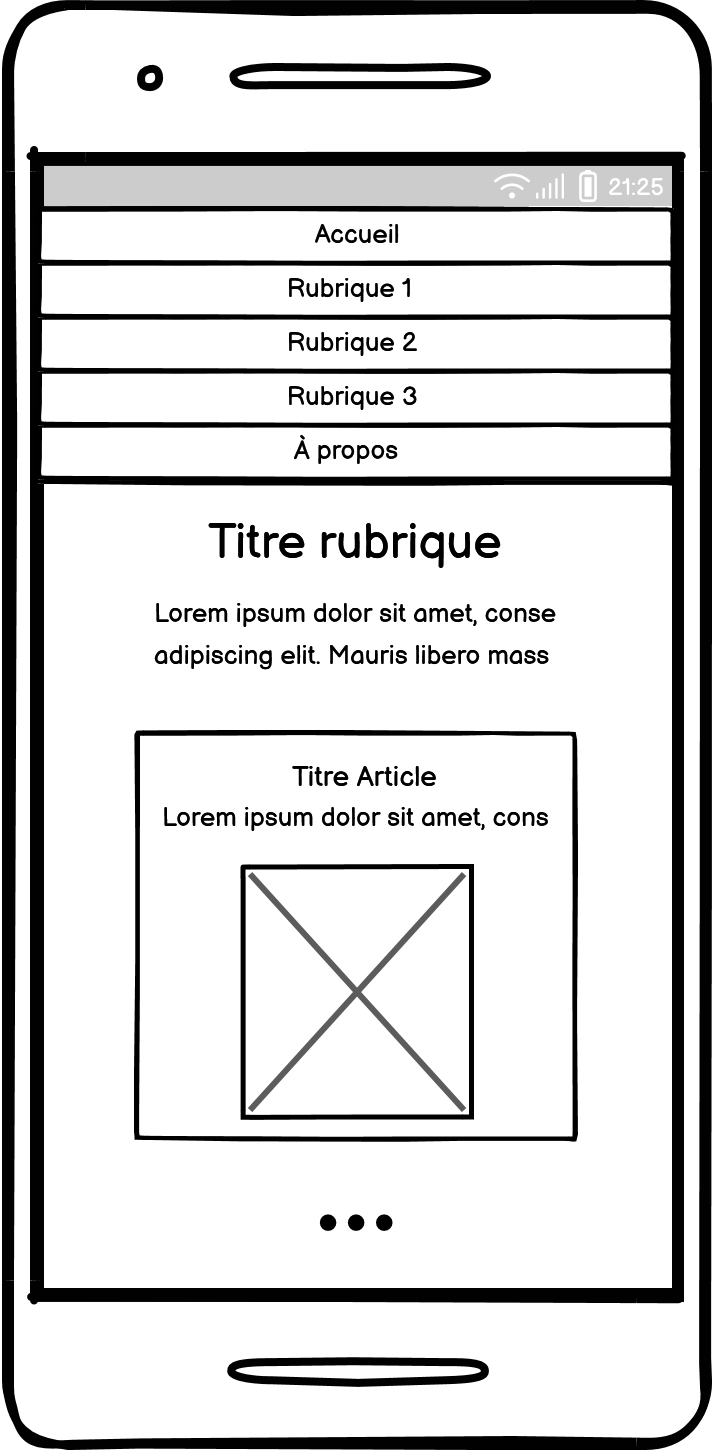 21:25
Accueil
Rubrique 1
Rubrique 2
Rubrique 3
À propos
Titre rubrique
Lorem ipsum dolor sit amet, conse
adipiscing elit. Mauris libero mass
Titre Article
Lorem ipsum dolor sit amet, cons